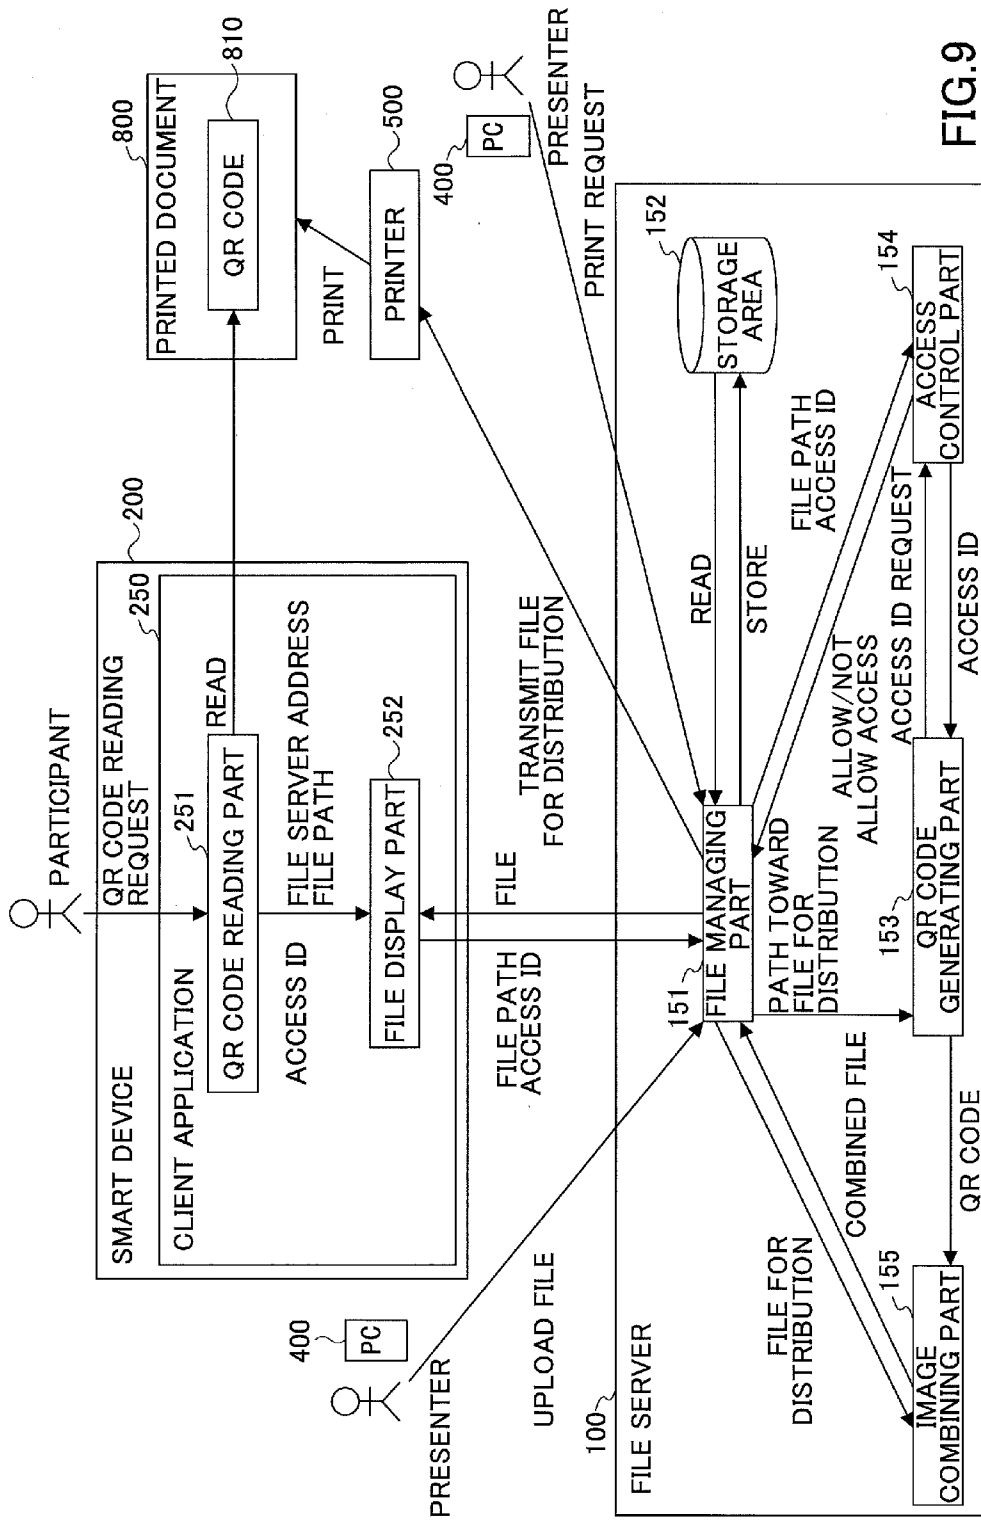 PARTICIPANT
QR CODE READING
REQUEST
SMART DEVICE
200
CLIENT APPLICATION
250
QR CODE READING PART
251
READ
ACCESS ID
FILE SERVER ADDRESS
FILE PATH
FILE DISPLAY PART
252
PRINTED DOCUMENT
800
QR CODE
810
PRINT
PRINTER
500
400
PC
PRESENTER
PRINT REQUEST
400
PC
PRESENTER
UPLOAD FILE
FILE PATH
ACCESS ID
FILE
TRANSMIT FILE
FOR DISTRIBUTION
100
FILE SERVER
151
FILE MANAGING
PART
READ
STORE
152
STORAGE
AREA
FILE FOR
DISTRIBUTION
COMBINED FILE
PATH TOWARD
FILE FOR
DISTRIBUTION
ALLOW/NOT
ALLOW ACCESS
FILE PATH
ACCESS ID
155
IMAGE
COMBINING PART
QR CODE
153
QR CODE
GENERATING PART
ACCESS ID REQUEST
ACCESS ID
154
ACCESS
CONTROL PART
FIG.9